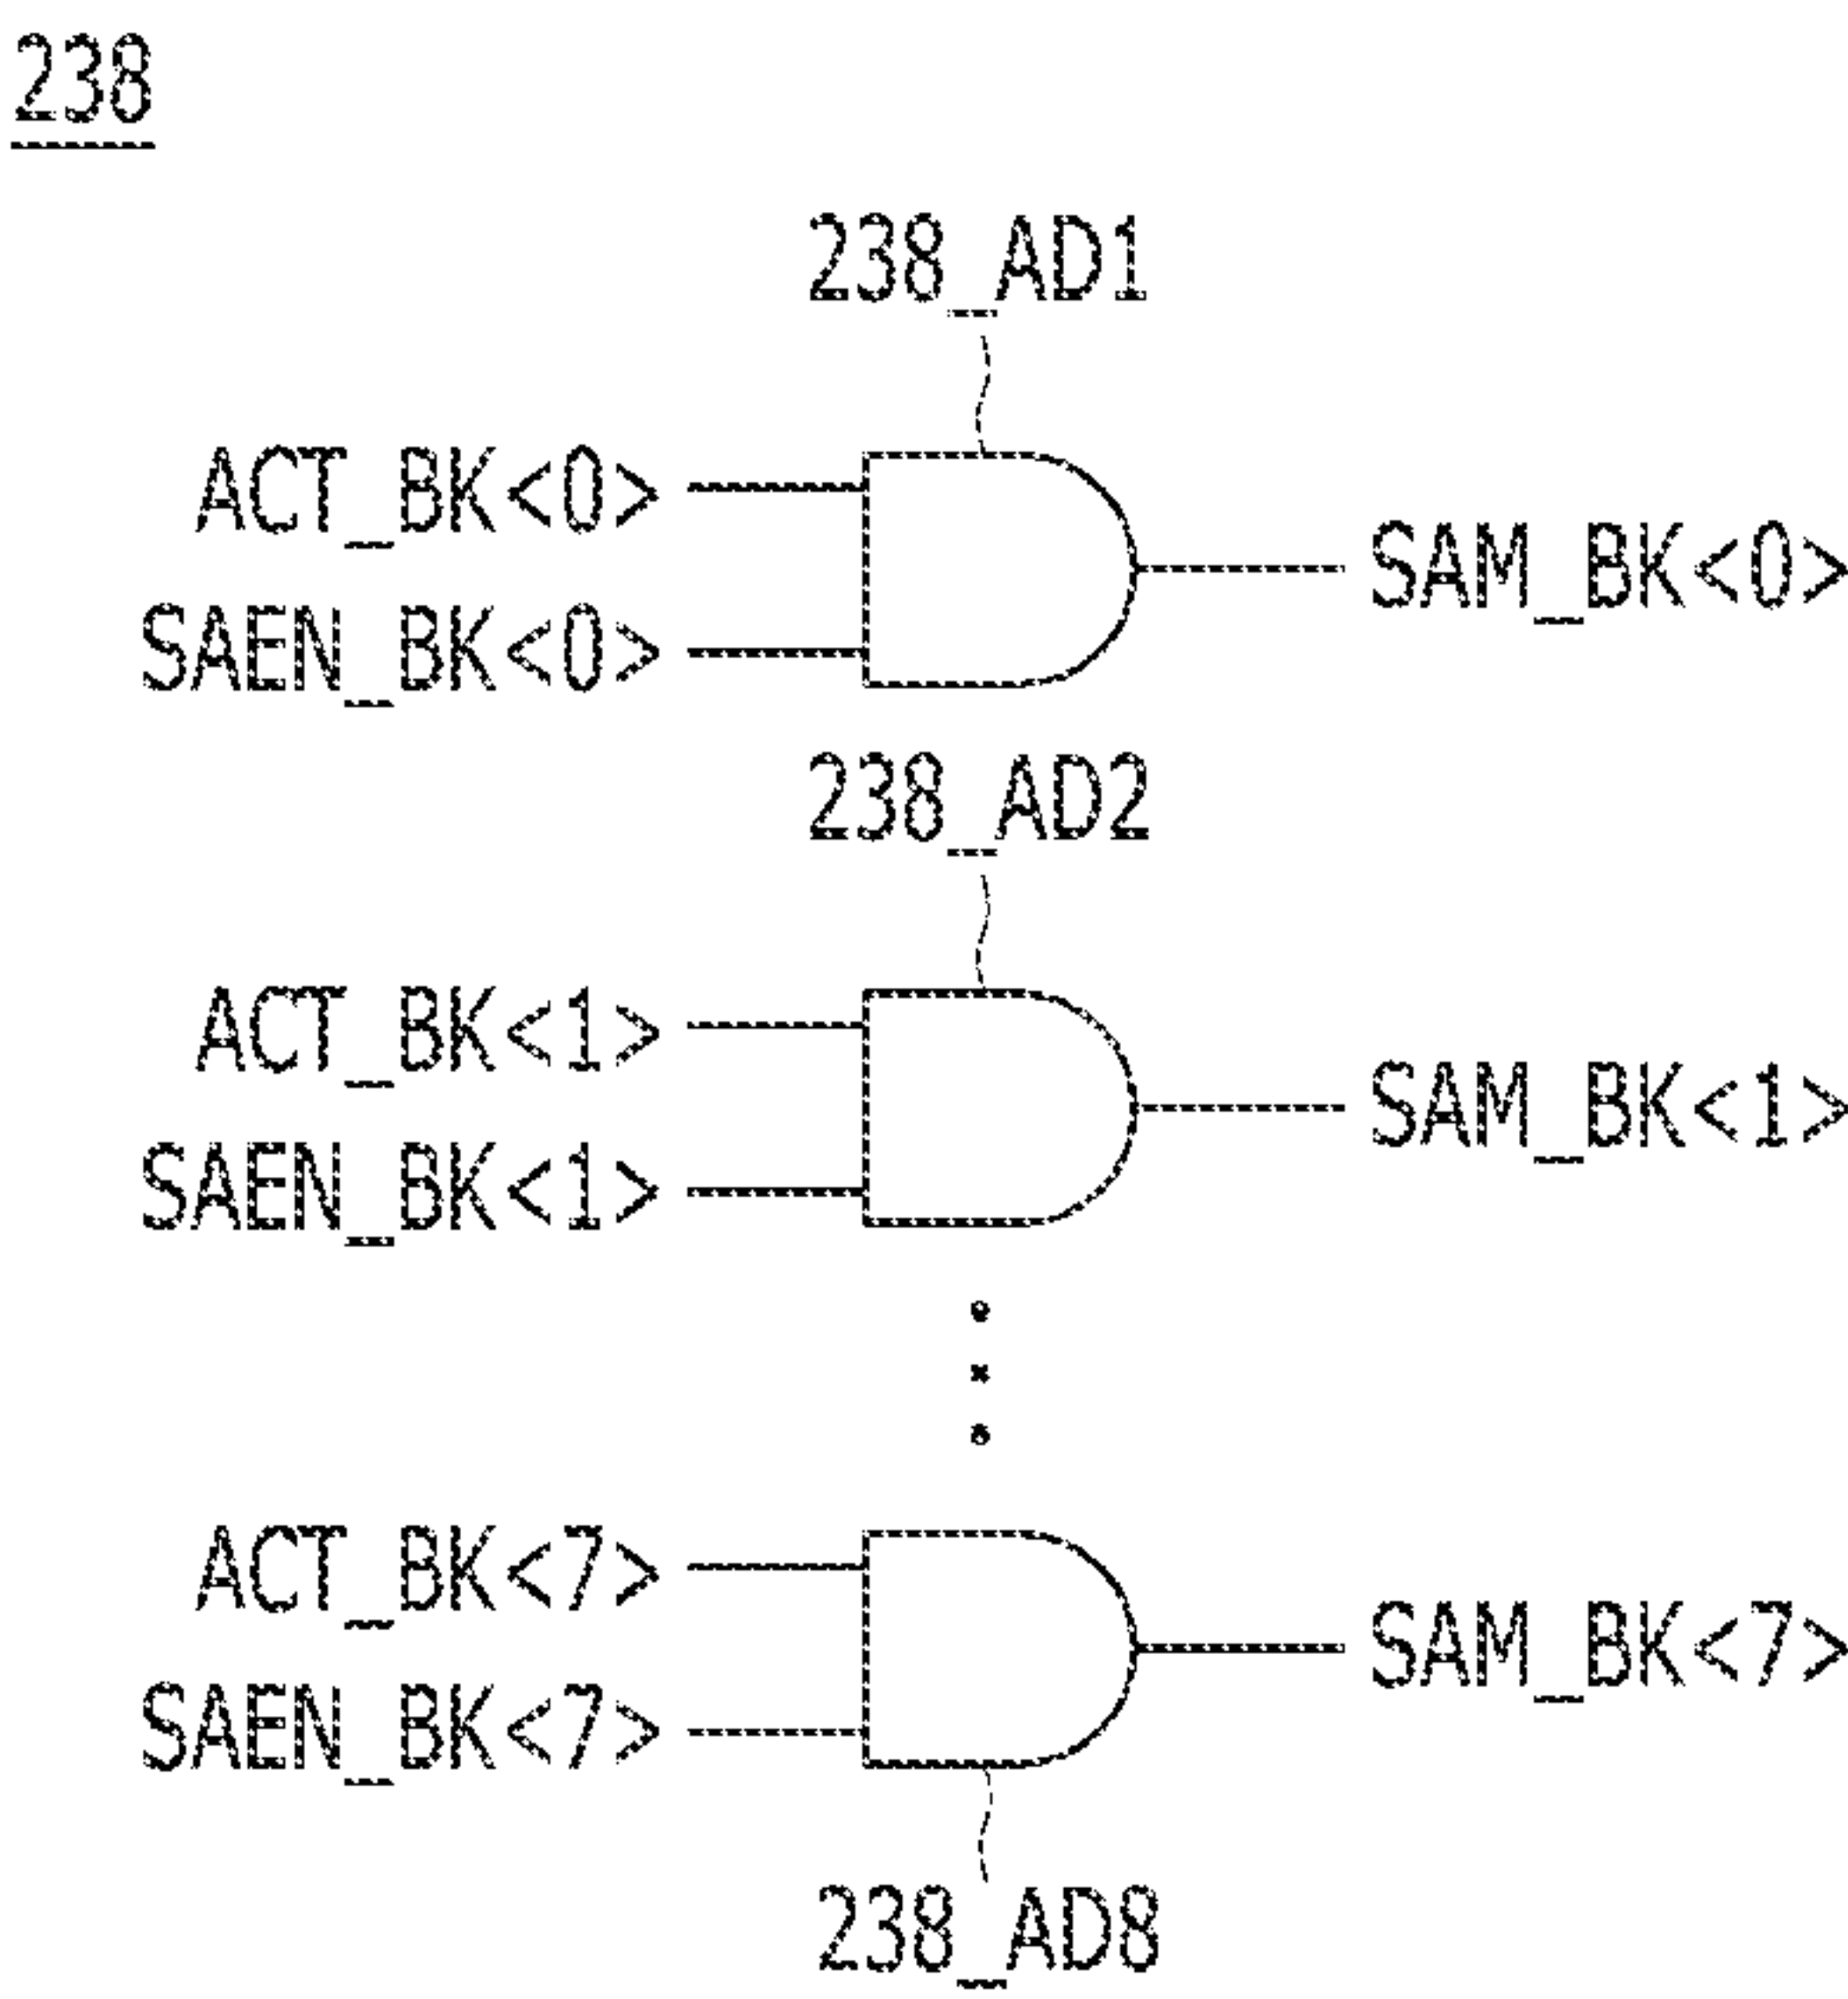 238
238_AD1
ACT_BK<0>
SAEN_BK<0>
SAM_BK<0>
238_AD2
ACT_BK<1>
SAEN_BK<1>
SAM_BK<1>
ACT_BK<7>
SAEN_BK<7>
SAM_BK<7>
238_AD8